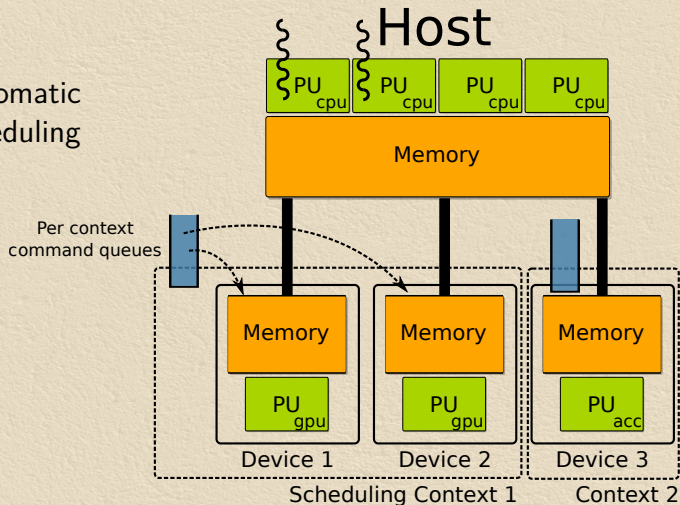 Host
omatic
eduling
PU cpu PU cpu PU cpu PU cpu
Memory
Per context
command queues
Memory Memory Memory
PU gpu PU gpu PU acc
Device 1 Device 2 Device 3
Scheduling Context 1 Context 2